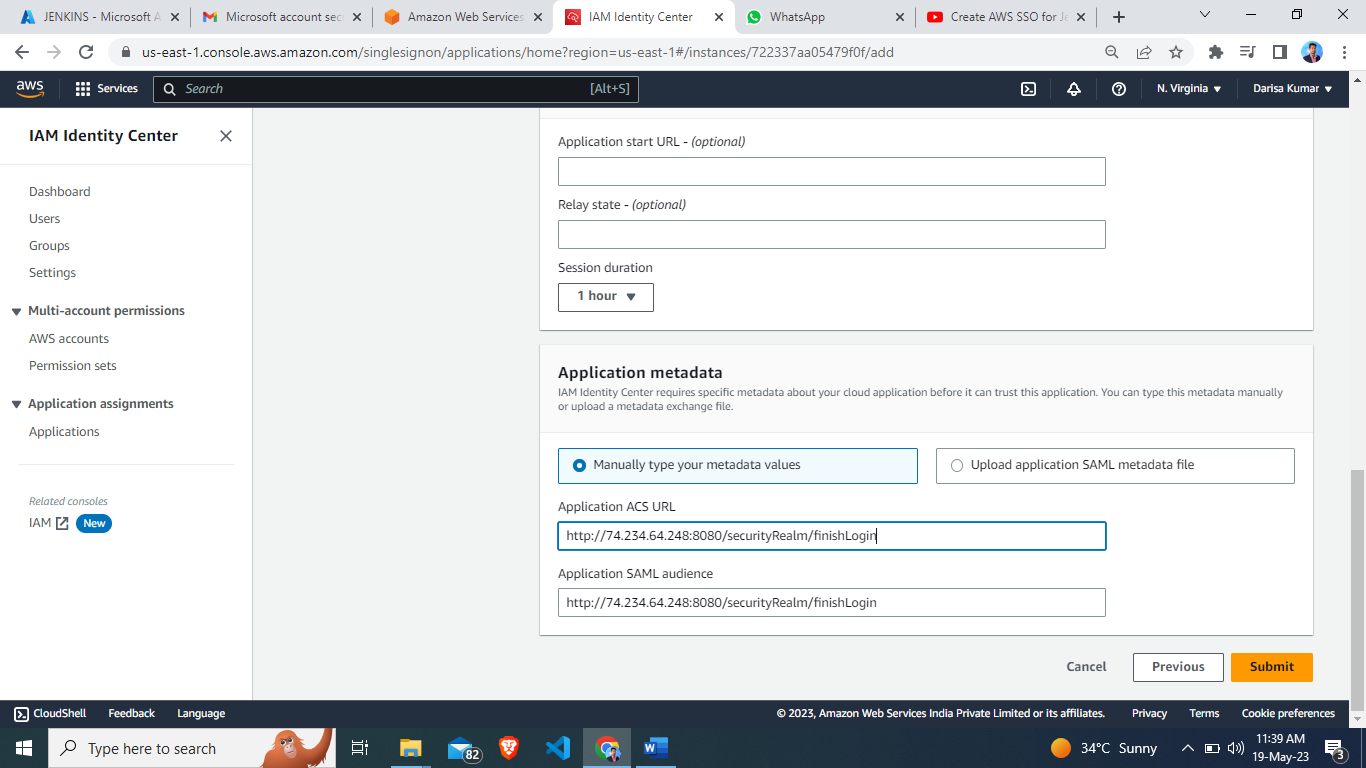 JENKINS - Microsoft A
Microsoft account sec
Amazon Web Services
IAM Identity Center
WhatsApp
Create AWS SSO for Je
us-east-1.console.aws.amazon.com/singlesignon/applications/home?region=us-east-1#/instances/722337aa05479f0f/add
aws
Services
Search
[Alt+S]
N. Virginia
Darisa Kumar
IAM Identity Center
Dashboard
Users
Groups
Settings
Multi-account permissions
AWS accounts
Permission sets
Application assignments
Applications
Related consoles
IAM New
Application start URL - (optional)
Relay state - (optional)
Session duration
1 hour
Application metadata
IAM Identity Center requires specific metadata about your cloud application before it can trust this application. You can type this metadata manually
or upload a metadata exchange file.
Manually type your metadata values
Upload application SAML metadata file
Application ACS URL
http://74.234.64.248:8080/securityRealm/finishLogin
Application SAML audience
http://74.234.64.248:8080/securityRealm/finishLogin
Cancel
Previous
Submit
CloudShell
Feedback
Language
© 2023, Amazon Web Services India Private Limited or its affiliates.
Privacy
Terms
Cookie preferences
Type here to search
82
34°C Sunny
11:39 AM
19-May-23
3